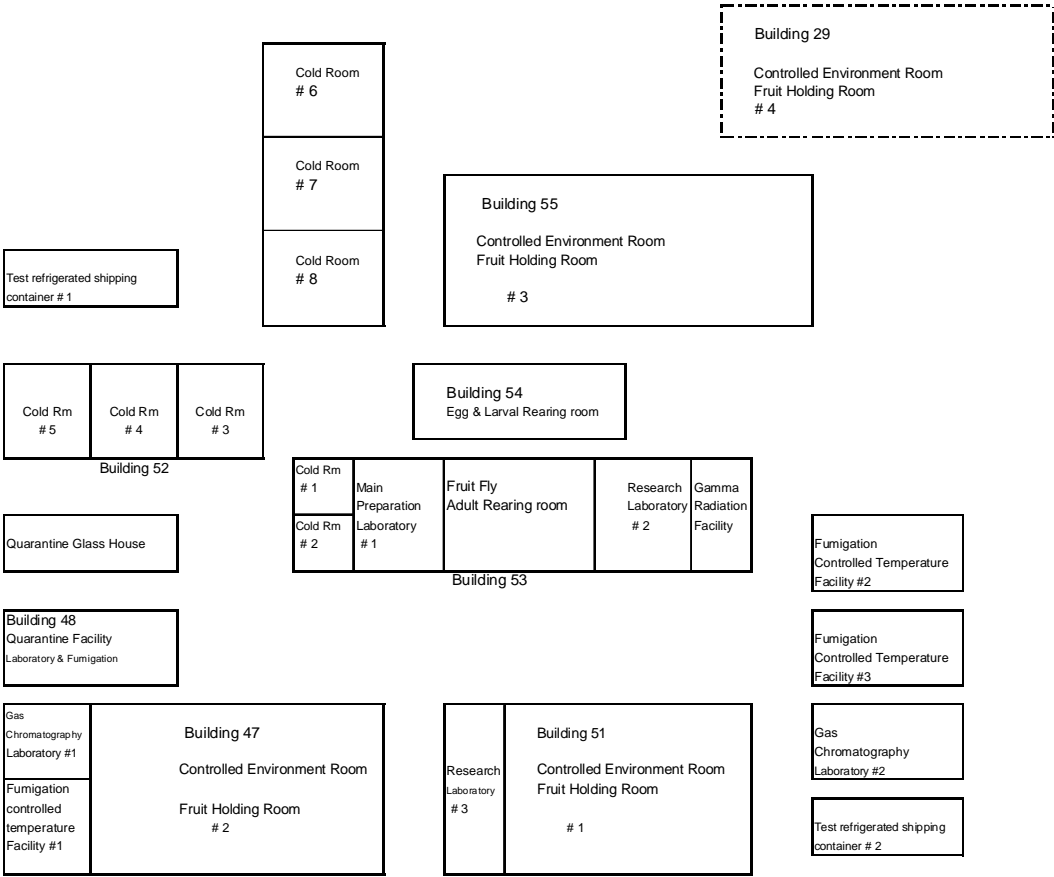 Building 29
Controlled Environment Room
Fruit Holding Room
# 4
Cold Room
# 6
Cold Room
# 7
Cold Room
# 8
Building 55
Controlled Environment Room
Fruit Holding Room
# 3
Test refrigerated shipping
container # 1
Cold Rm
# 5
Cold Rm
# 4
Cold Rm
# 3
Building 52
Building 54
Egg & Larval Rearing room
Cold Rm
# 1
Cold Rm
# 2
Main
Preparation
Laboratory
# 1
Fruit Fly
Adult Rearing room
Research
Laboratory
# 2
Gamma
Radiation
Facility
Building 53
Quarantine Glass House
Fumigation
Controlled Temperature
Facility #2
Building 48
Quarantine Facility
Laboratory & Fumigation
Fumigation
Controlled Temperature
Facility #3
Gas
Chromatography
Laboratory #1
Fumigation
controlled
temperature
Facility #1
Building 47
Controlled Environment Room
Fruit Holding Room
# 2
Research
Laboratory
# 3
Building 51
Controlled Environment Room
Fruit Holding Room
# 1
Gas
Chromatography
Laboratory #2
Test refrigerated shipping
container # 2